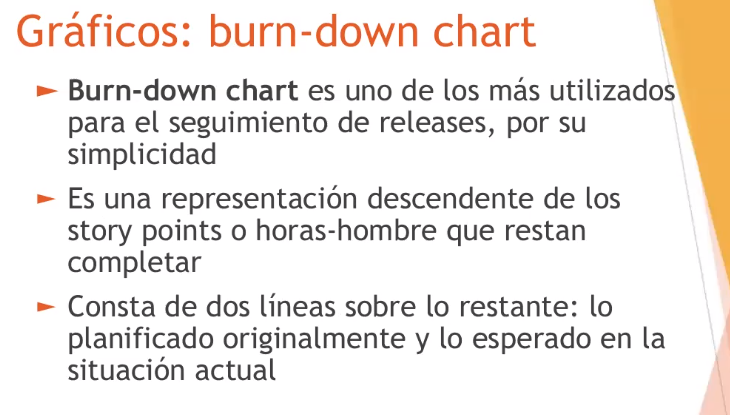 Gráficos: burn-down chart
► Burn-down chart es uno de los más utilizados
para el seguimiento de releases, por su
simplicidad
► Es una representación descendente de los
story points o horas-hombre que restan
completar
► Consta de dos líneas sobre lo restante: lo
planificado originalmente y lo esperado en la
situación actual